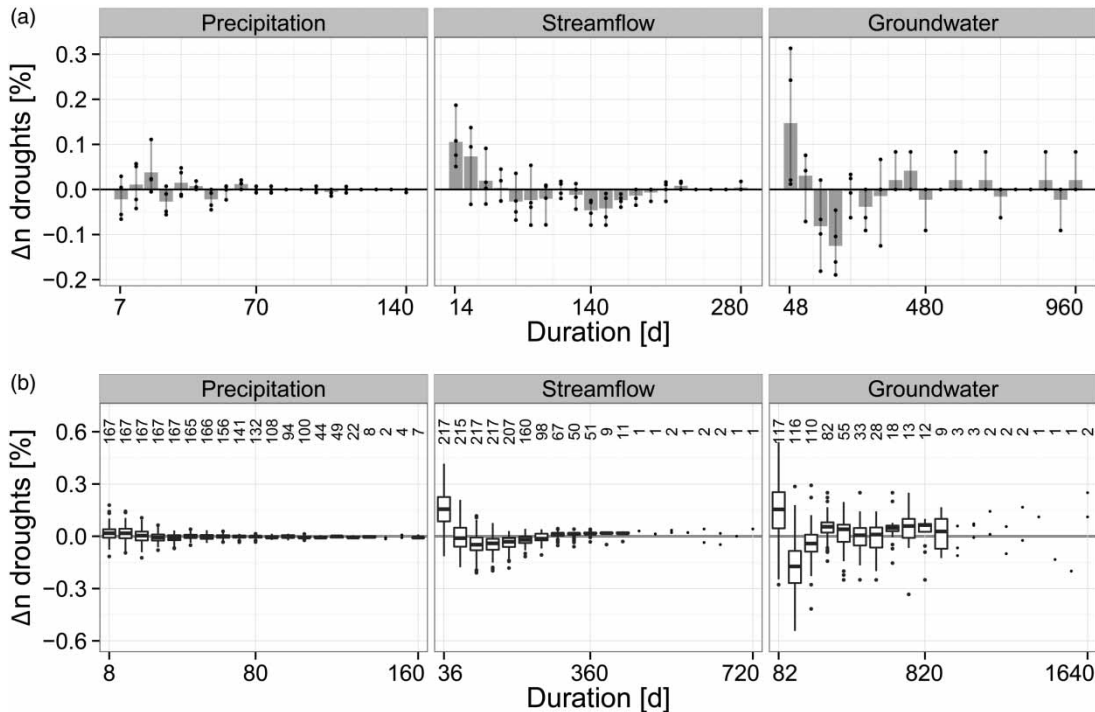 (a)
Precipitation Streamflow Groundwater
Δn droughts [%]
0.3
0.2
0.1
0.0
−0.1
−0.2
7 70 140 14 140 280 48 480 960
Duration [d]
(b)
Precipitation Streamflow Groundwater
Δn droughts [%]
0.6
0.3
0.0
−0.3
−0.6
167 167 167 167 167 165 166 156 141 132 108 94 100 44 49 22 8 2 4 7
217 215 217 217 207 160 98 67 50 51 9 11 1 1 2 1 2 2 1 1
117 116 110 82 55 33 28 18 13 12 9 3 3 2 2 2 1 1 1 2
8 80 160 36 360 720 82 820 1640
Duration [d]